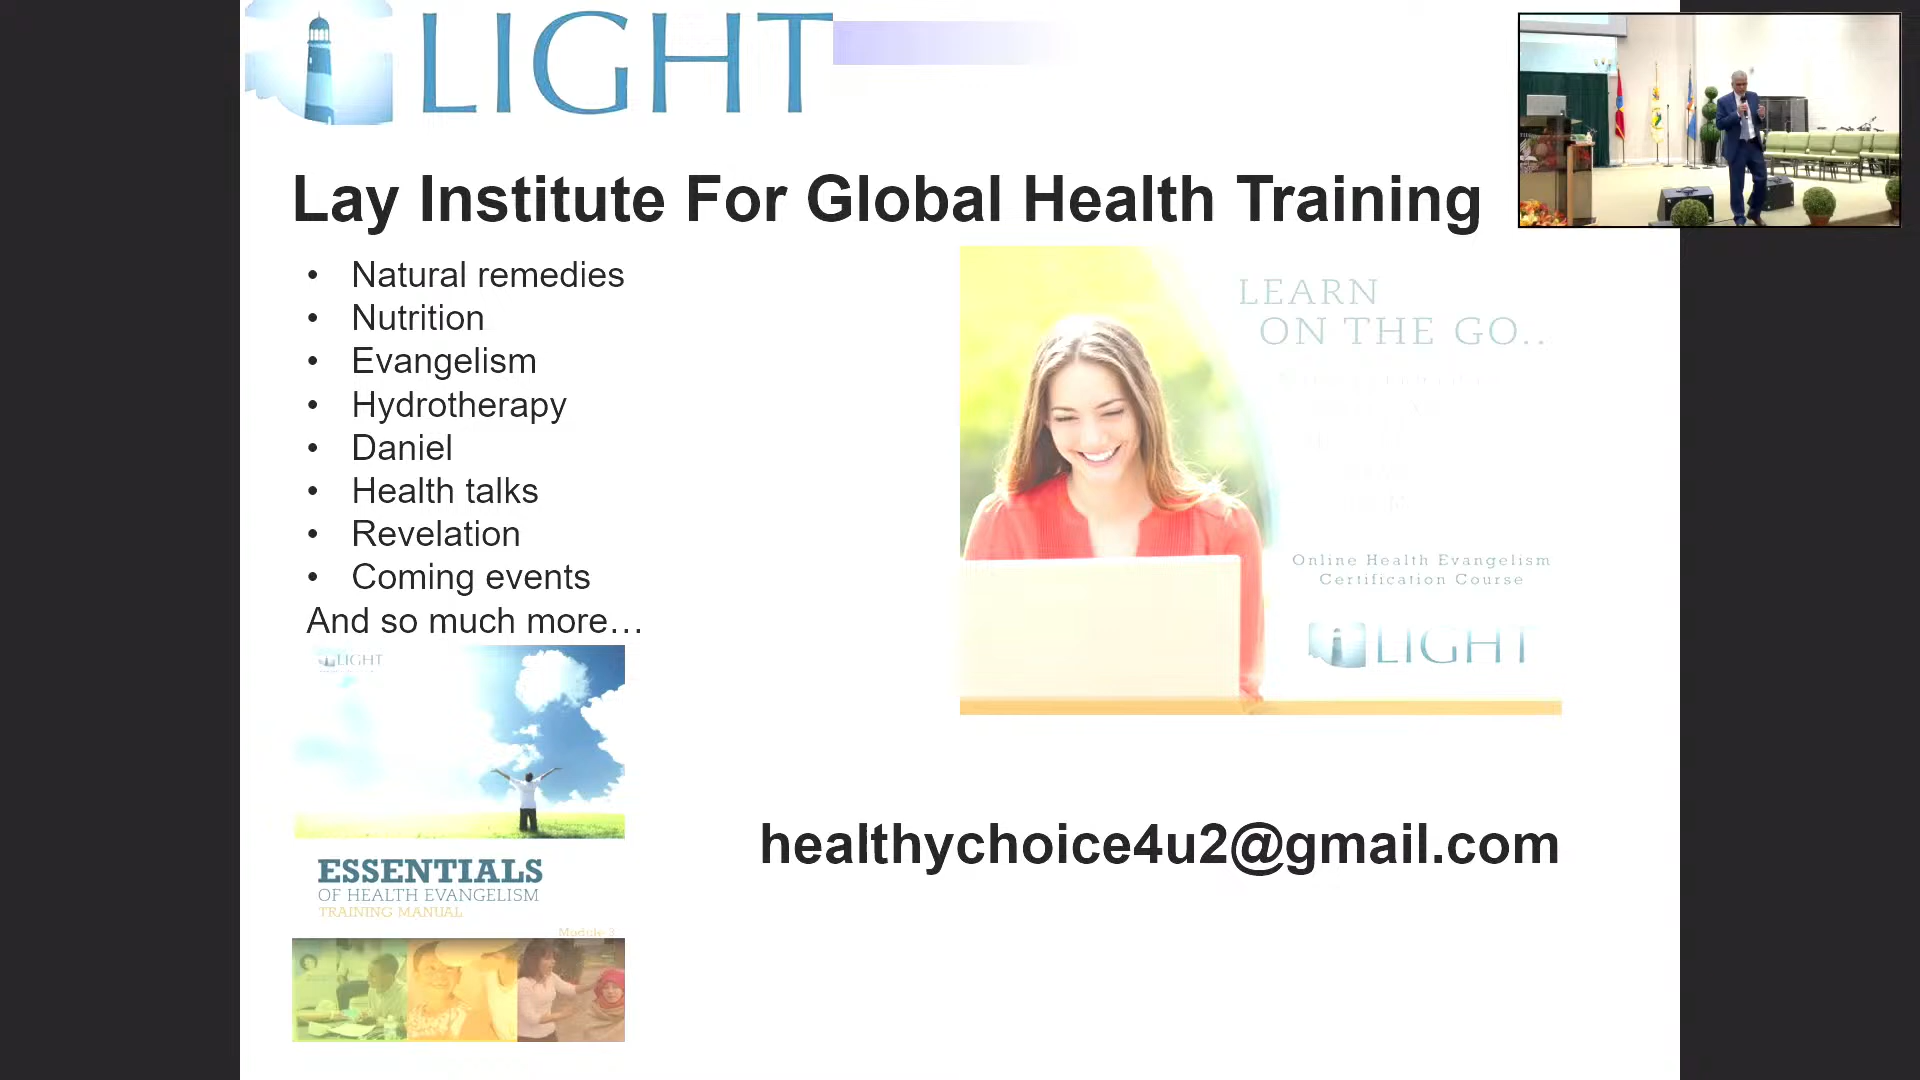 LIGHT
Lay Institute For Global Health Training
• Natural remedies
• Nutrition
• Evangelism
• Hydrotherapy
• Daniel
• Health talks
• Revelation
• Coming events
And so much more…
LEARN
ON THE GO..
Online Health Evangelism
Certification Course
LIGHT
LIGHT
ESSENTIALS
OF HEALTH EVANGELISM
TRAINING MANUAL
Module 3
healthychoice4u2@gmail.com